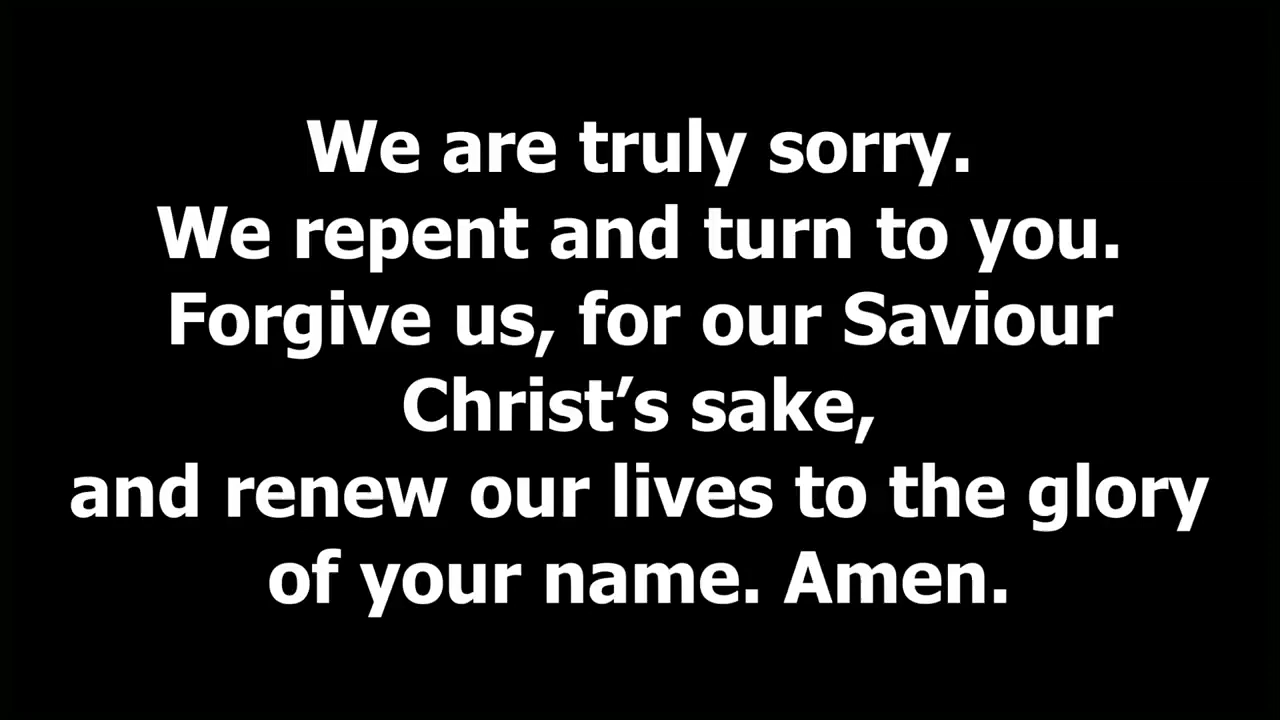 We are truly sorry.
We repent and turn to you.
Forgive us, for our Saviour
Christ’s sake,
and renew our lives to the glory
of your name. Amen.